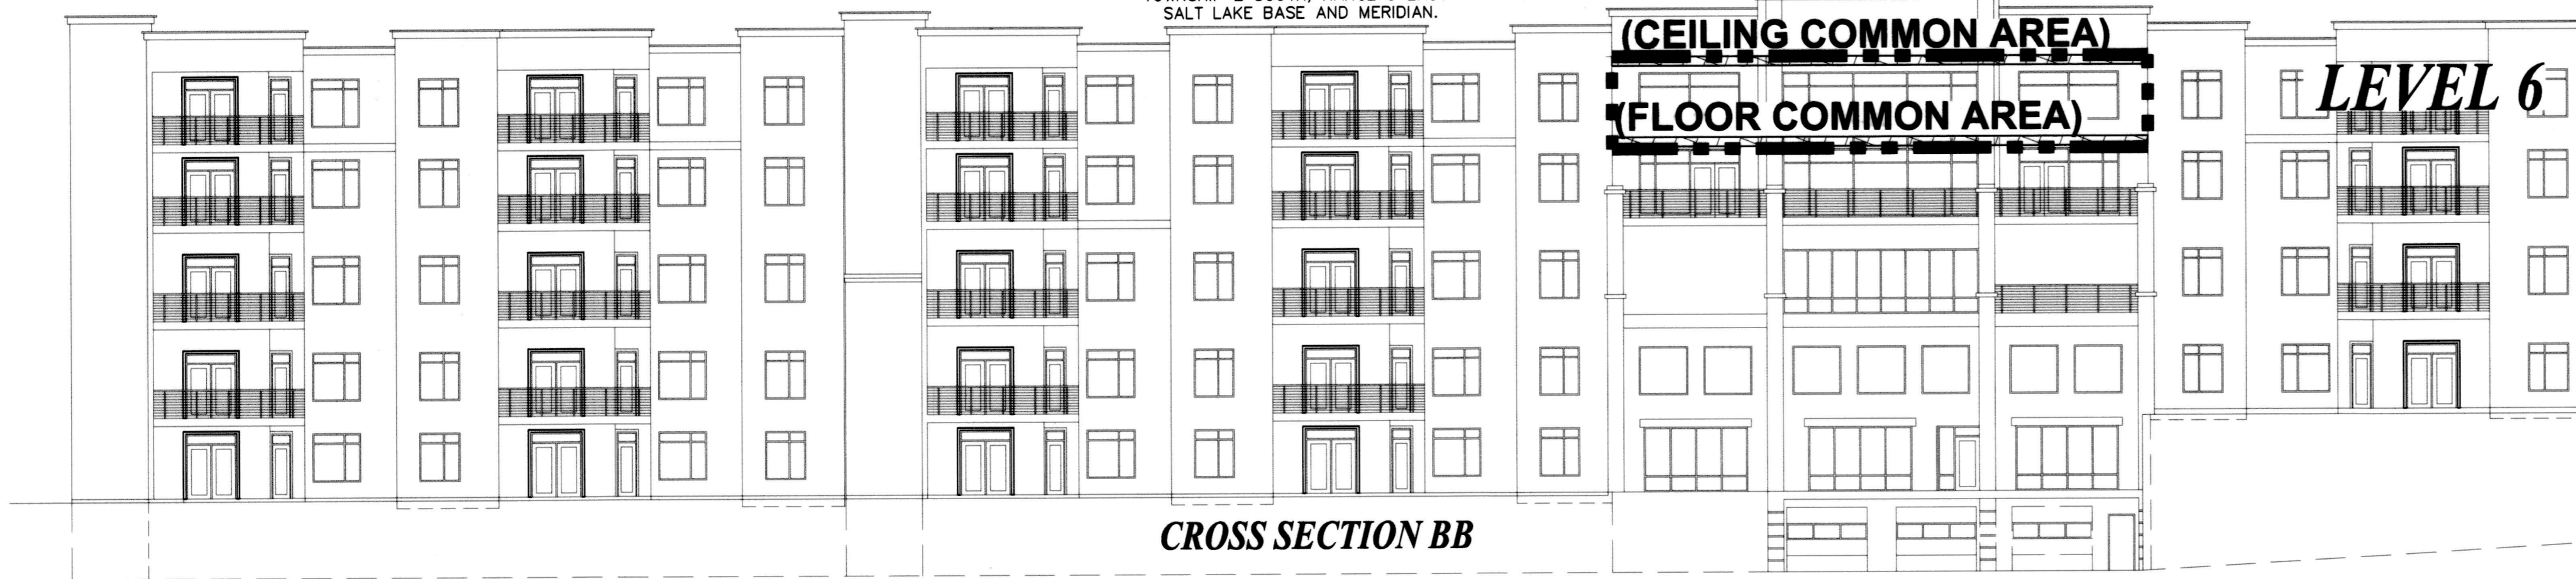 SALT LAKE BASE AND MERIDIAN.
(CEILING COMMON AREA)
LEVEL 6
(FLOOR COMMON AREA)
CROSS SECTION BB